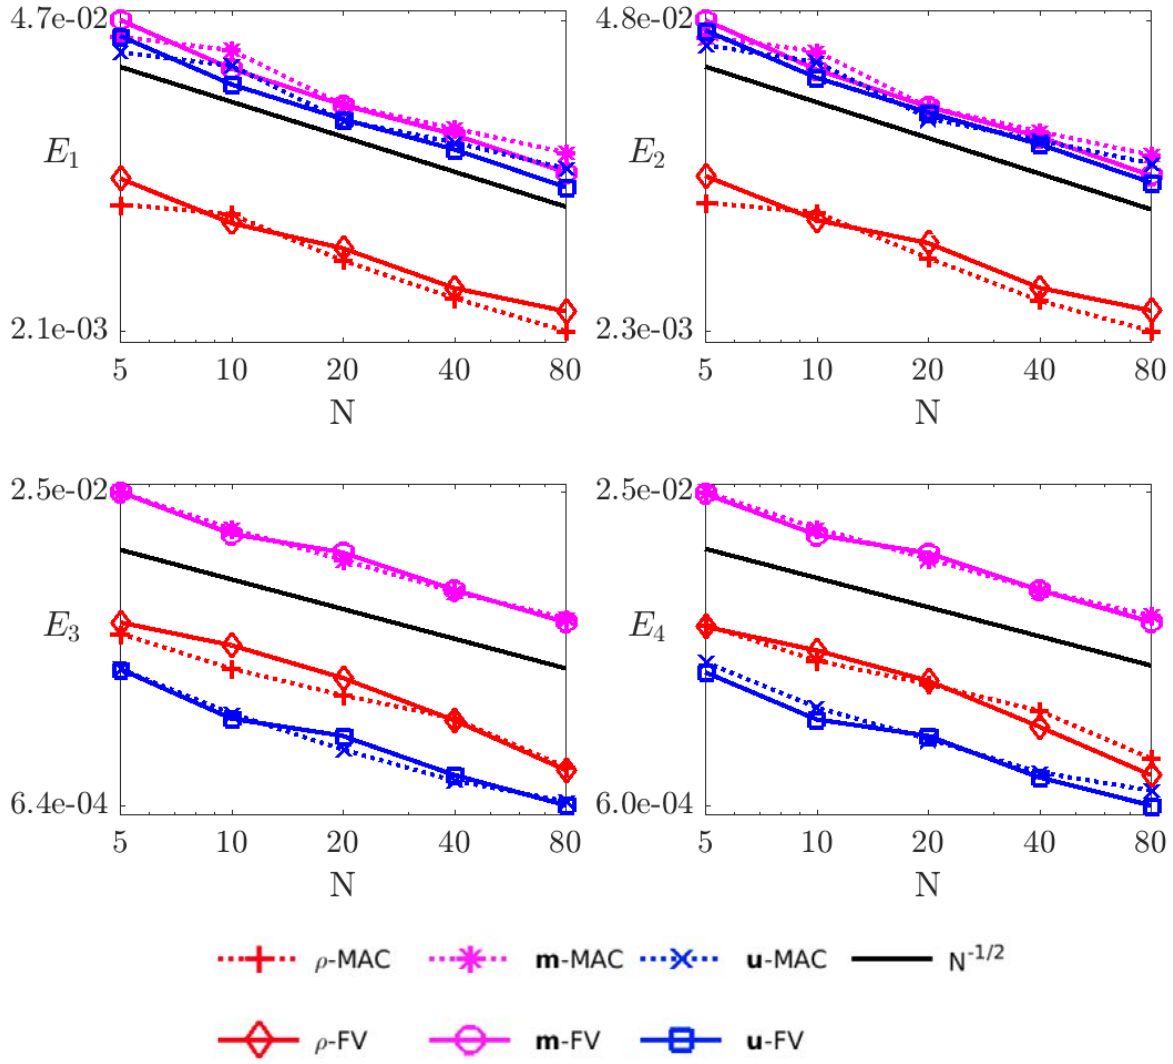 4.7e-02
4.8e-02
E₁
E₂
2.1e-03
2.3e-03
5 10 20 40 80
5 10 20 40 80
N
N
2.5e-02
2.5e-02
E₃
E₄
6.4e-04
6.0e-04
5 10 20 40 80
5 10 20 40 80
N
N
ρ-MAC m-MAC u-MAC N⁻¹/²
ρ-FV m-FV u-FV